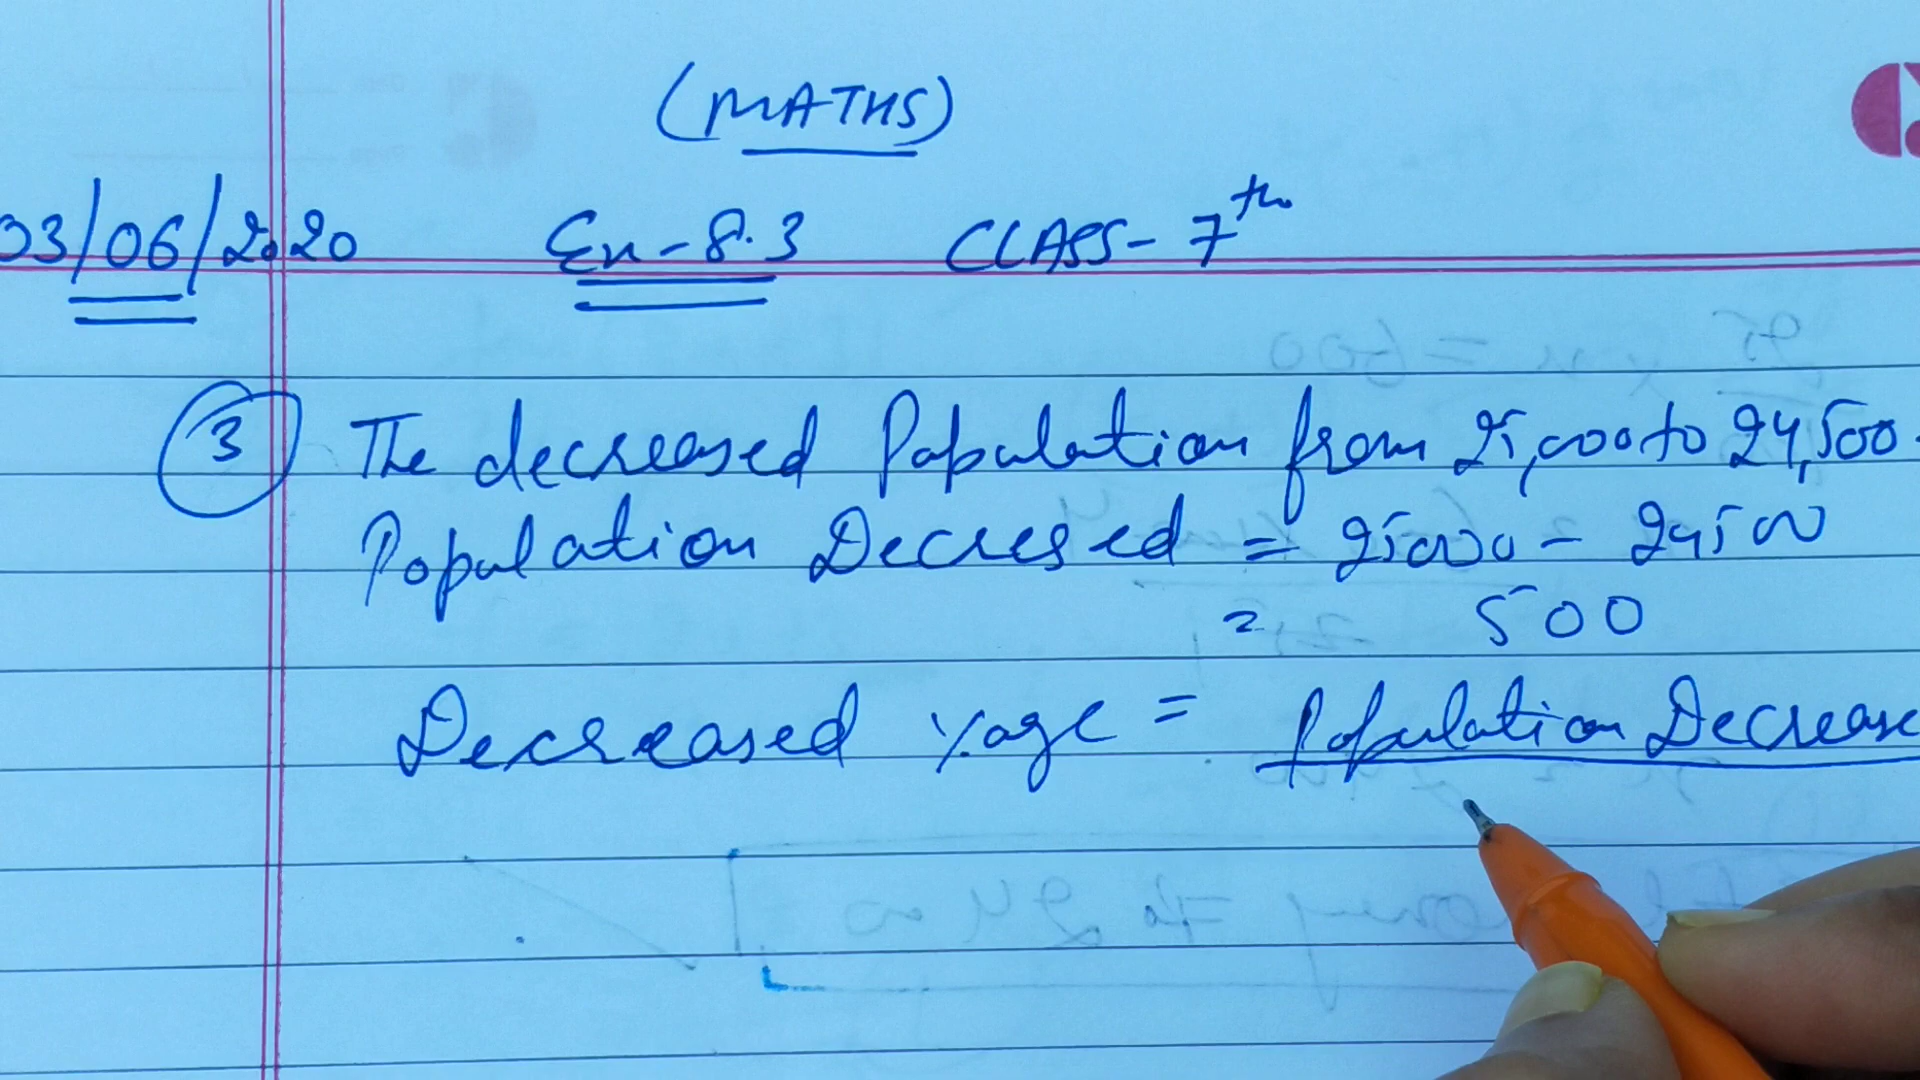 (MATHS)
03/06/2020 Ex-8.3 CLASS-7th
3 The decreased Population from 25,000 to 24,500.
Population Decresed = 25000 - 24500
= 500
Decreased %age = Population Decrease